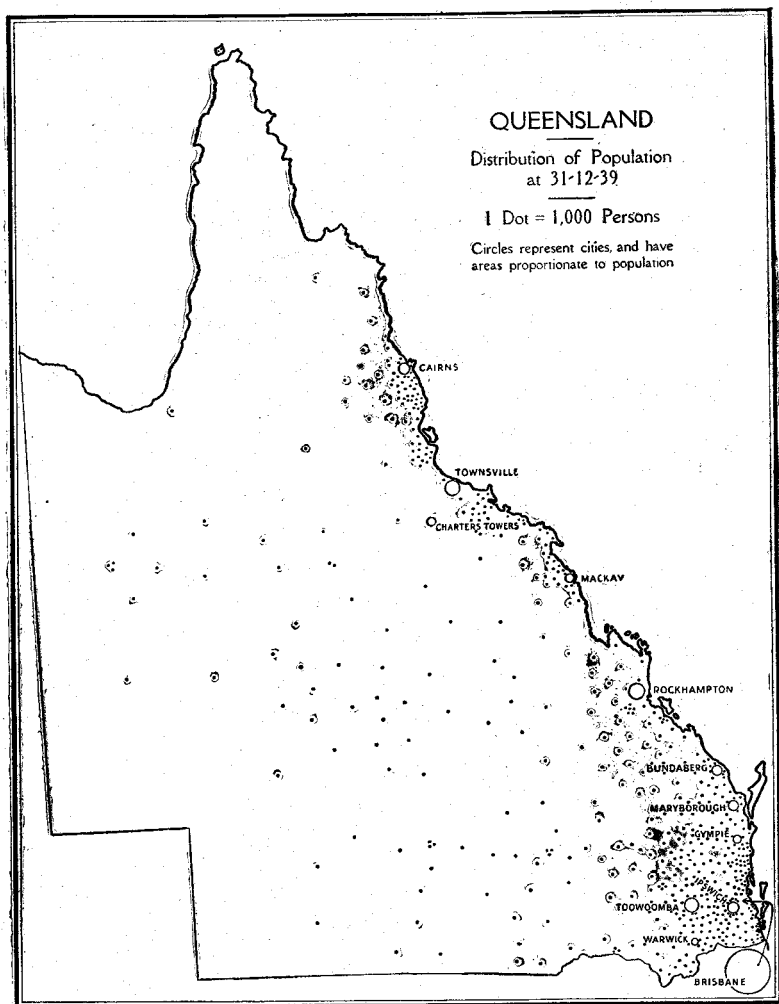 QUEENSLAND
Distribution of Population
at 31-12-39
1 Dot = 1,000 Persons
Circles represent cities, and have
areas proportionate to population
CAIRNS
TOWNSVILLE
CHARTERS TOWERS
MACKAY
ROCKHAMPTON
BUNDABERG
MARYBOROUGH
GYMPIE
IPSWICH
TOOWOOMBA
WARWICK
BRISBANE